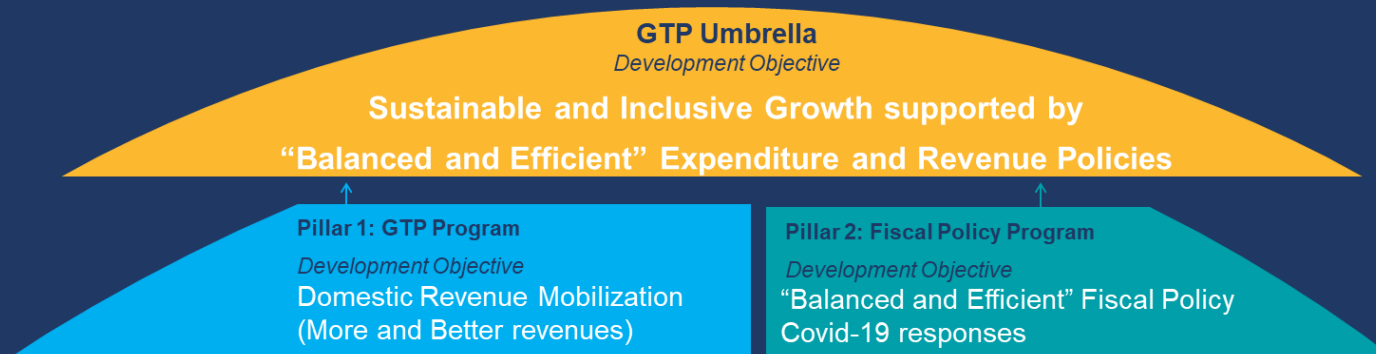 GTP Umbrella
Development Objective
Sustainable and Inclusive Growth supported by
“Balanced and Efficient” Expenditure and Revenue Policies
Pillar 1: GTP Program
Development Objective
Domestic Revenue Mobilization
(More and Better revenues)
Pillar 2: Fiscal Policy Program
Development Objective
“Balanced and Efficient” Fiscal Policy
Covid-19 responses